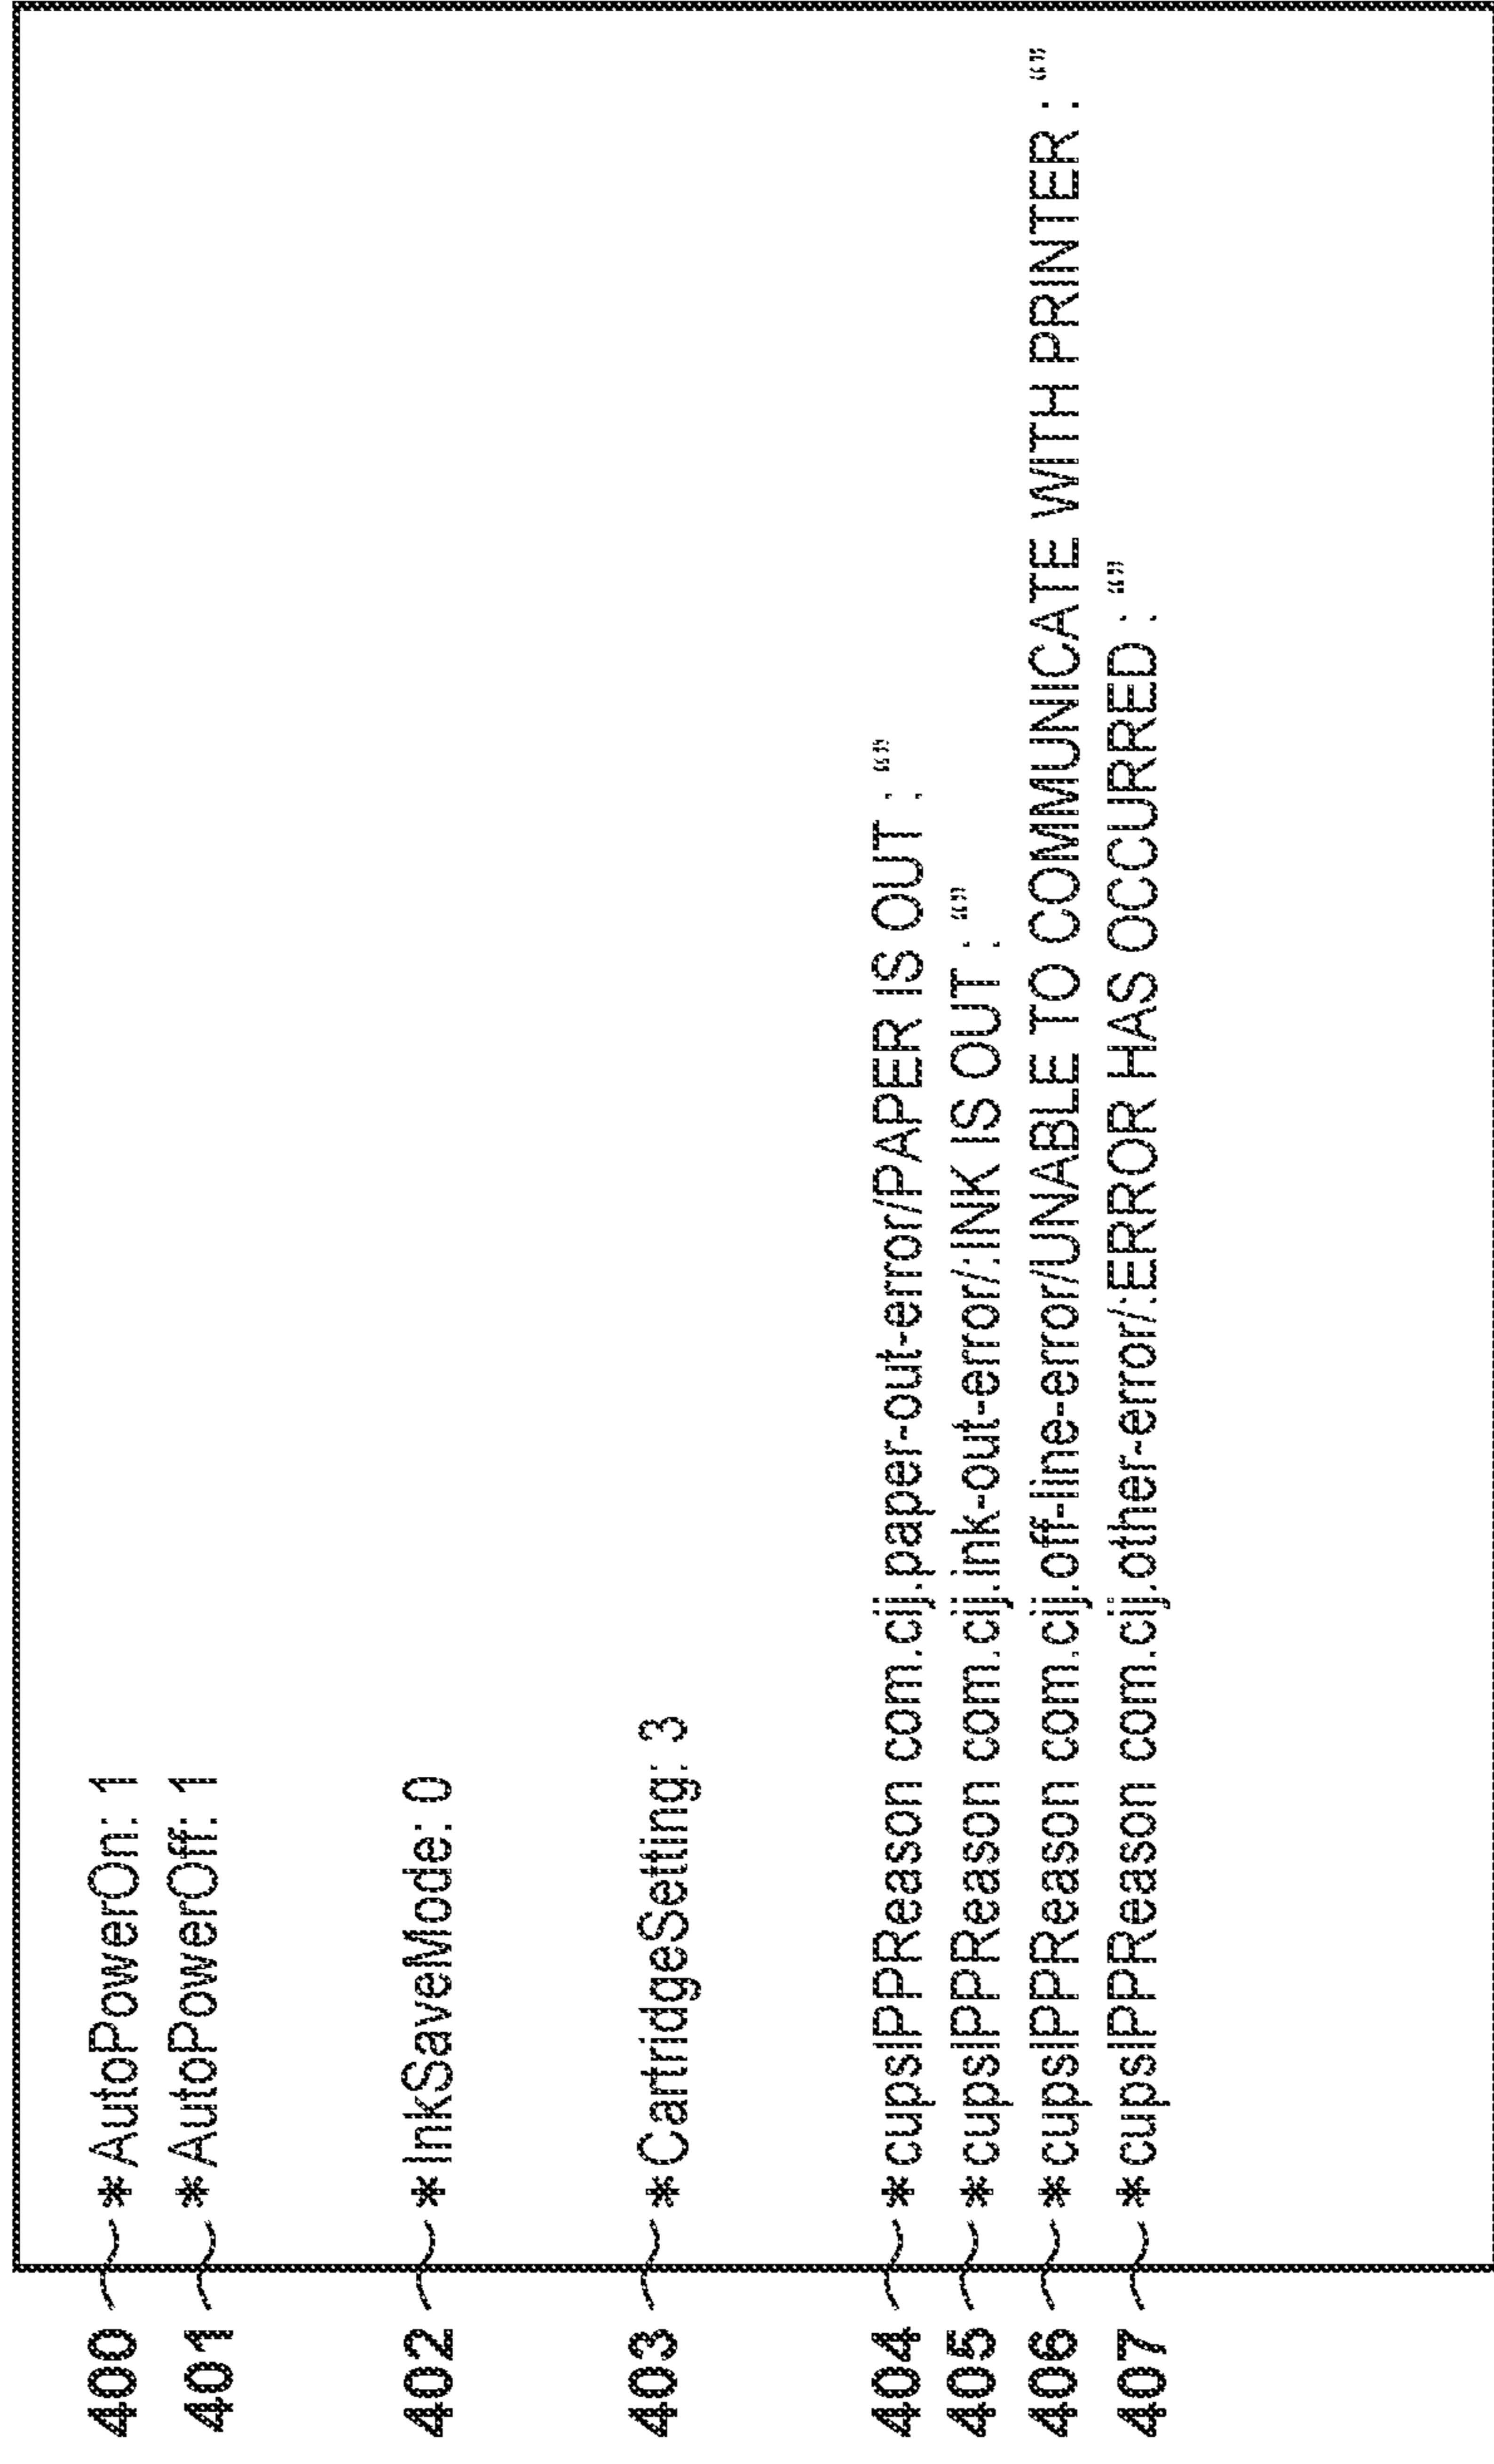 400 *AutoPowerOn: 1
401 *AutoPowerOff: 1
402 *InkSaveMode: 0
403 *CartridgeSetting: 3
404 *cupsIPPReason com.cij.paper-out-error/PAPER IS OUT : “”
405 *cupsIPPReason com.cij.ink-out-error/:INK IS OUT : “”
406 *cupsIPPReason com.cij.off-line-error/UNABLE TO COMMUNICATE WITH PRINTER : “”
407 *cupsIPPReason com.cij.other-error/:ERROR HAS OCCURRED : “”